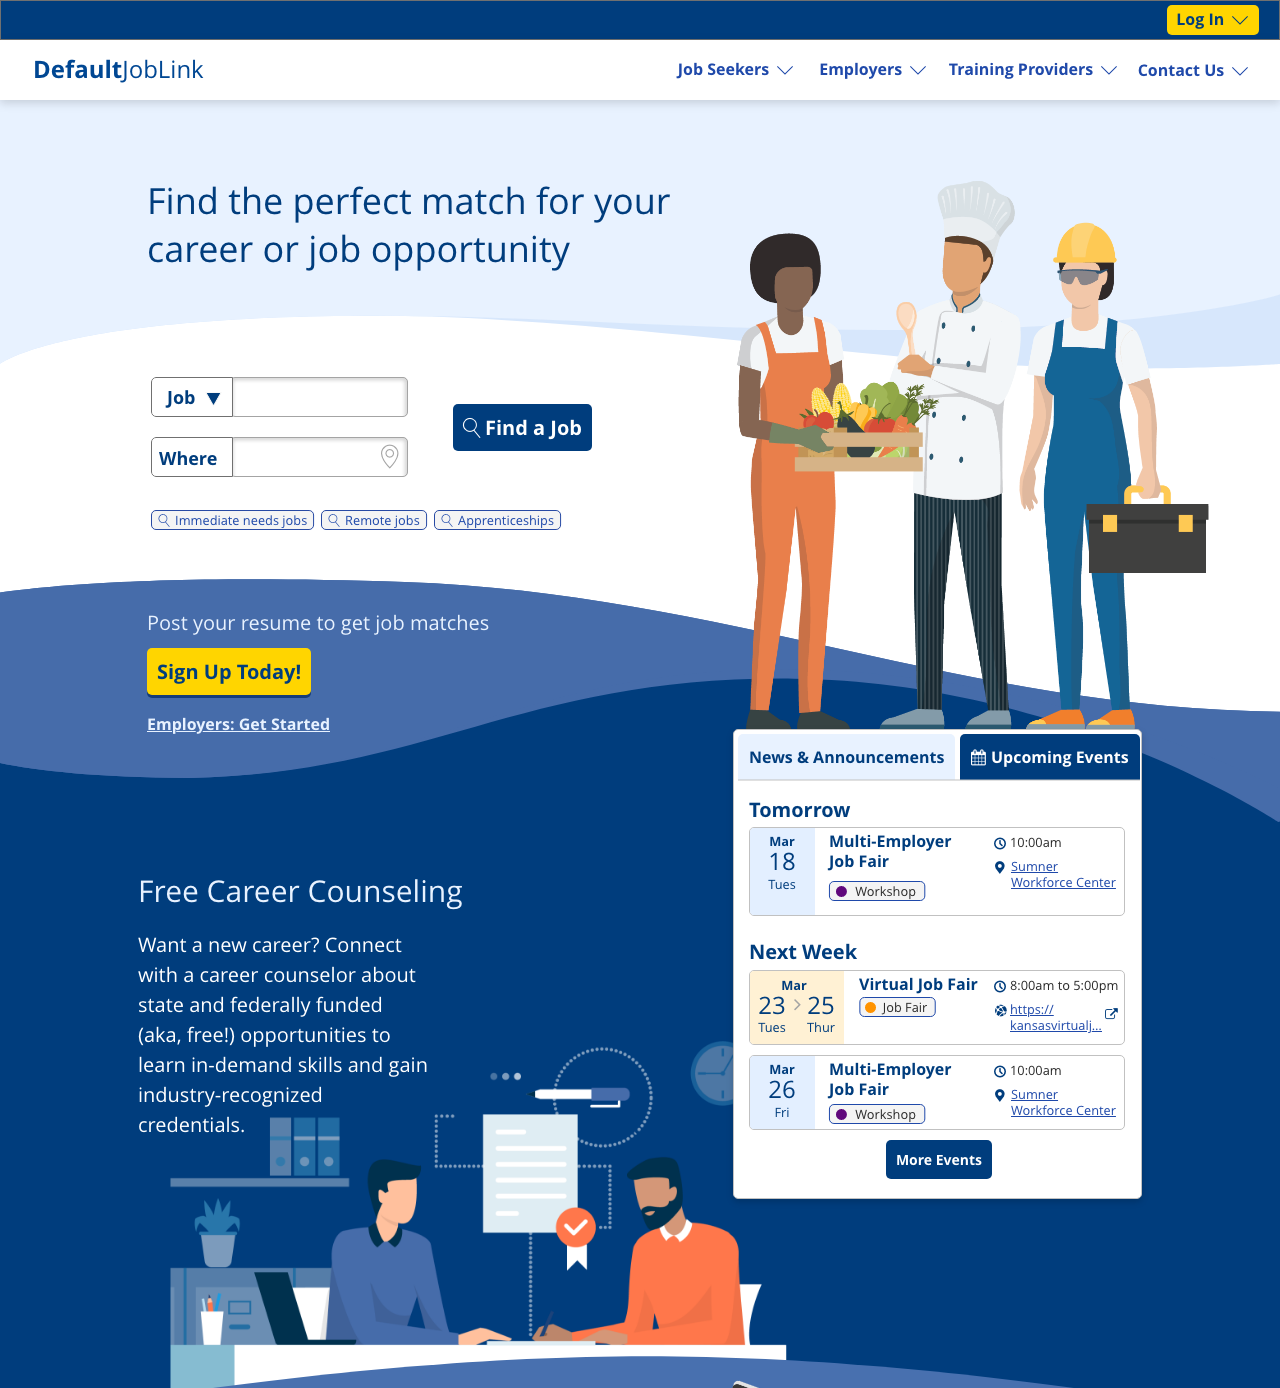 Log In
DefaultJobLink
Job Seekers
Employers
Training Providers
Contact Us
Find the perfect match for your
career or job opportunity
Job
Where
Find a Job
Immediate needs jobs
Remote jobs
Apprenticeships
Post your resume to get job matches
Sign Up Today!
Employers: Get Started
News & Announcements
Upcoming Events
Tomorrow
Mar
18
Tues
Multi-Employer
Job Fair
Workshop
10:00am
Sumner
Workforce Center
Next Week
Mar
23 > 25
Tues Thur
Virtual Job Fair
Job Fair
8:00am to 5:00pm
https://
kansasvirtualj...
Mar
26
Fri
Multi-Employer
Job Fair
Workshop
10:00am
Sumner
Workforce Center
More Events
Free Career Counseling
Want a new career? Connect
with a career counselor about
state and federally funded
(aka, free!) opportunities to
learn in-demand skills and gain
industry-recognized
credentials.